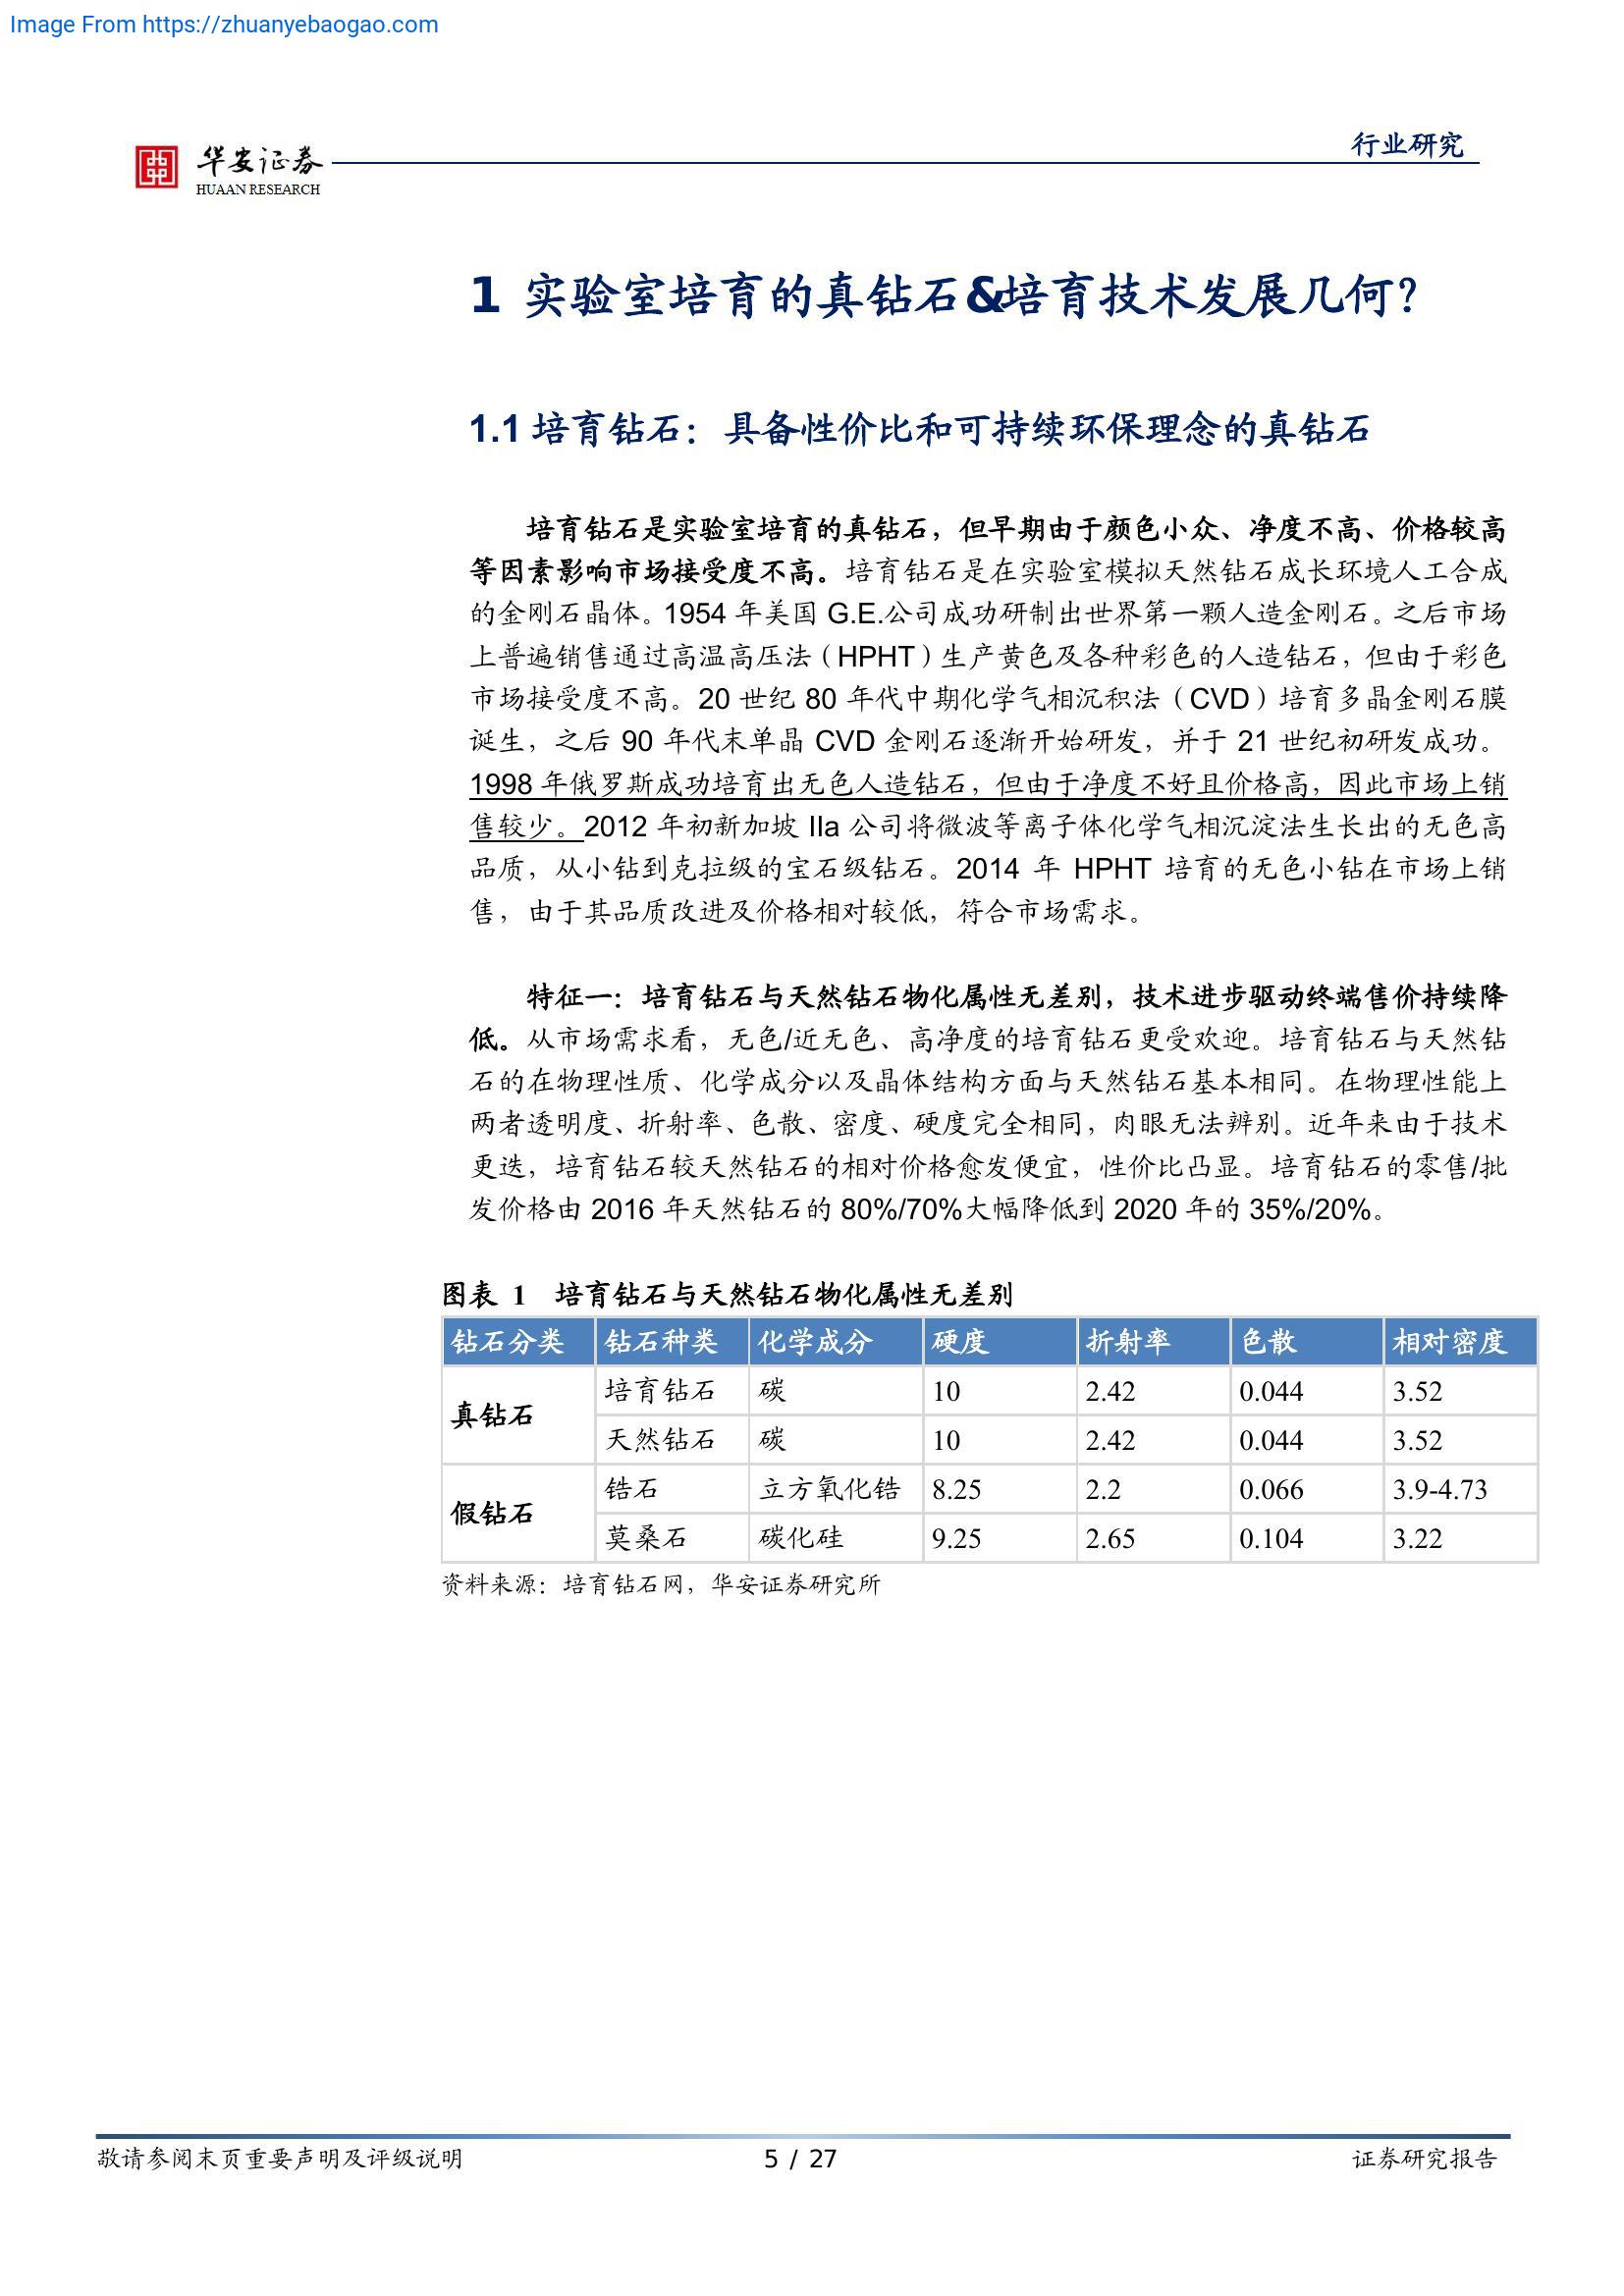 Image From https://zhuanyebaogao.com
华安证券
HUAAN RESEARCH
行业研究
1 实验室培育的真钻石&培育技术发展几何？
1.1 培育钻石：具备性价比和可持续环保理念的真钻石
培育钻石是实验室培育的真钻石，但早期由于颜色小众、净度不高、价格较高
等因素影响市场接受度不高。培育钻石是在实验室模拟天然钻石成长环境人工合成
的金刚石晶体。1954 年美国 G.E.公司成功研制出世界第一颗人造金刚石。之后市场
上普遍销售通过高温高压法（HPHT）生产黄色及各种彩色的人造钻石，但由于彩色
市场接受度不高。20 世纪 80 年代中期化学气相沉积法（CVD）培育多晶金刚石膜
诞生，之后 90 年代末单晶 CVD 金刚石逐渐开始研发，并于 21 世纪初研发成功。
1998 年俄罗斯成功培育出无色人造钻石，但由于净度不好且价格高，因此市场上销
售较少。2012 年初新加坡 IIa 公司将微波等离子体化学气相沉淀法生长出的无色高
品质，从小钻到克拉级的宝石级钻石。2014 年 HPHT 培育的无色小钻在市场上销
售，由于其品质改进及价格相对较低，符合市场需求。
特征一：培育钻石与天然钻石物化属性无差别，技术进步驱动终端售价持续降
低。从市场需求看，无色/近无色、高净度的培育钻石更受欢迎。培育钻石与天然钻
石的在物理性质、化学成分以及晶体结构方面与天然钻石基本相同。在物理性能上
两者透明度、折射率、色散、密度、硬度完全相同，肉眼无法辨别。近年来由于技术
更迭，培育钻石较天然钻石的相对价格愈发便宜，性价比凸显。培育钻石的零售/批
发价格由 2016 年天然钻石的 80%/70%大幅降低到 2020 年的 35%/20%。
图表 1 培育钻石与天然钻石物化属性无差别
钻石分类 钻石种类 化学成分 硬度 折射率 色散 相对密度
真钻石 培育钻石 碳 10 2.42 0.044 3.52
天然钻石 碳 10 2.42 0.044 3.52
假钻石 锆石 立方氧化锆 8.25 2.2 0.066 3.9-4.73
莫桑石 碳化硅 9.25 2.65 0.104 3.22
资料来源：培育钻石网，华安证券研究所
敬请参阅末页重要声明及评级说明 5 / 27 证券研究报告